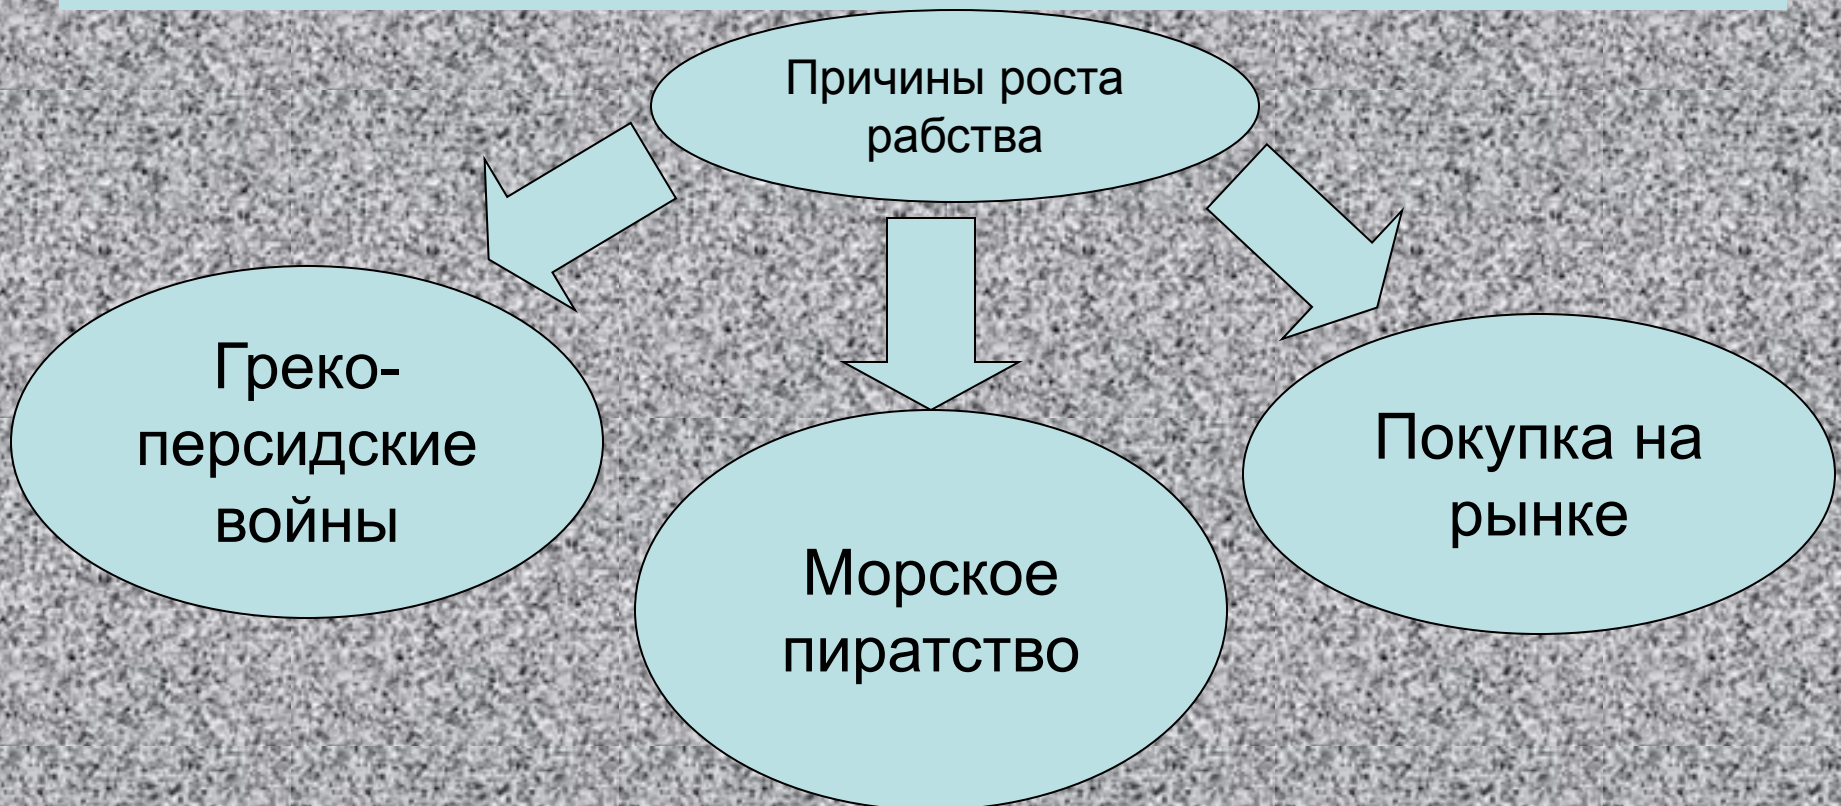 Причины роста
рабства
Греко-
персидские
войны
Морское
пиратство
Покупка на
рынке